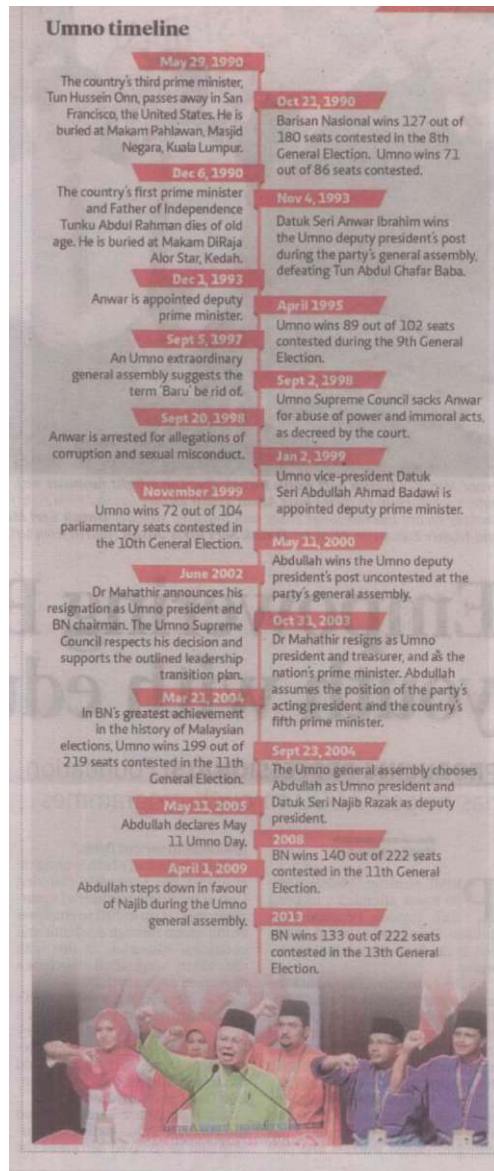 Umno timeline
May 29, 1990
The country's third prime minister,
Tun Hussein Onn, passes away in San
Francisco, the United States. He is
buried at Makam Pahlawan, Masjid
Negara, Kuala Lumpur.
Oct 21, 1990
Barisan Nasional wins 127 out of
180 seats contested in the 8th
General Election. Umno wins 71
out of 86 seats contested.
Dec 6, 1990
The country's first prime minister
and Father of Independence
Tunku Abdul Rahman dies of old
age. He is buried at Makam DiRaja
Alor Star, Kedah.
Nov 4, 1993
Datuk Seri Anwar Ibrahim wins
the Umno deputy president's post
during the party's general assembly,
defeating Tun Abdul Ghafar Baba.
Dec 1, 1993
Anwar is appointed deputy
prime minister.
April 1995
Umno wins 89 out of 102 seats
contested during the 9th General
Election.
Sept 5, 1997
An Umno extraordinary
general assembly suggests the
term 'Baru' be rid of.
Sept 2, 1998
Umno Supreme Council sacks Anwar
for abuse of power and immoral acts,
as decreed by the court.
Sept 20, 1998
Anwar is arrested for allegations of
corruption and sexual misconduct.
Jan 2, 1999
Umno vice-president Datuk
Seri Abdullah Ahmad Badawi is
appointed deputy prime minister.
November 1999
Umno wins 72 out of 104
parliamentary seats contested in
the 10th General Election.
May 11, 2000
Abdullah wins the Umno deputy
president's post uncontested at the
party's general assembly.
June 2002
Dr Mahathir announces his
resignation as Umno president and
BN chairman. The Umno Supreme
Council respects his decision and
supports the outlined leadership
transition plan.
Oct 31, 2003
Dr Mahathir resigns as Umno
president and treasurer, and as the
nation's prime minister. Abdullah
assumes the position of the party's
acting president and the country's
fifth prime minister.
Mar 21, 2004
In BN's greatest achievement
in the history of Malaysian
elections, Umno wins 199 out of
219 seats contested in the 11th
General Election.
Sept 23, 2004
The Umno general assembly chooses
Abdullah as Umno president and
Datuk Seri Najib Razak as deputy
president.
May 11, 2005
Abdullah declares May
11 Umno Day.
2008
BN wins 140 out of 222 seats
contested in the 11th General
Election.
April 1, 2009
Abdullah steps down in favour
of Najib during the Umno
general assembly.
2013
BN wins 133 out of 222 seats
contested in the 13th General
Election.